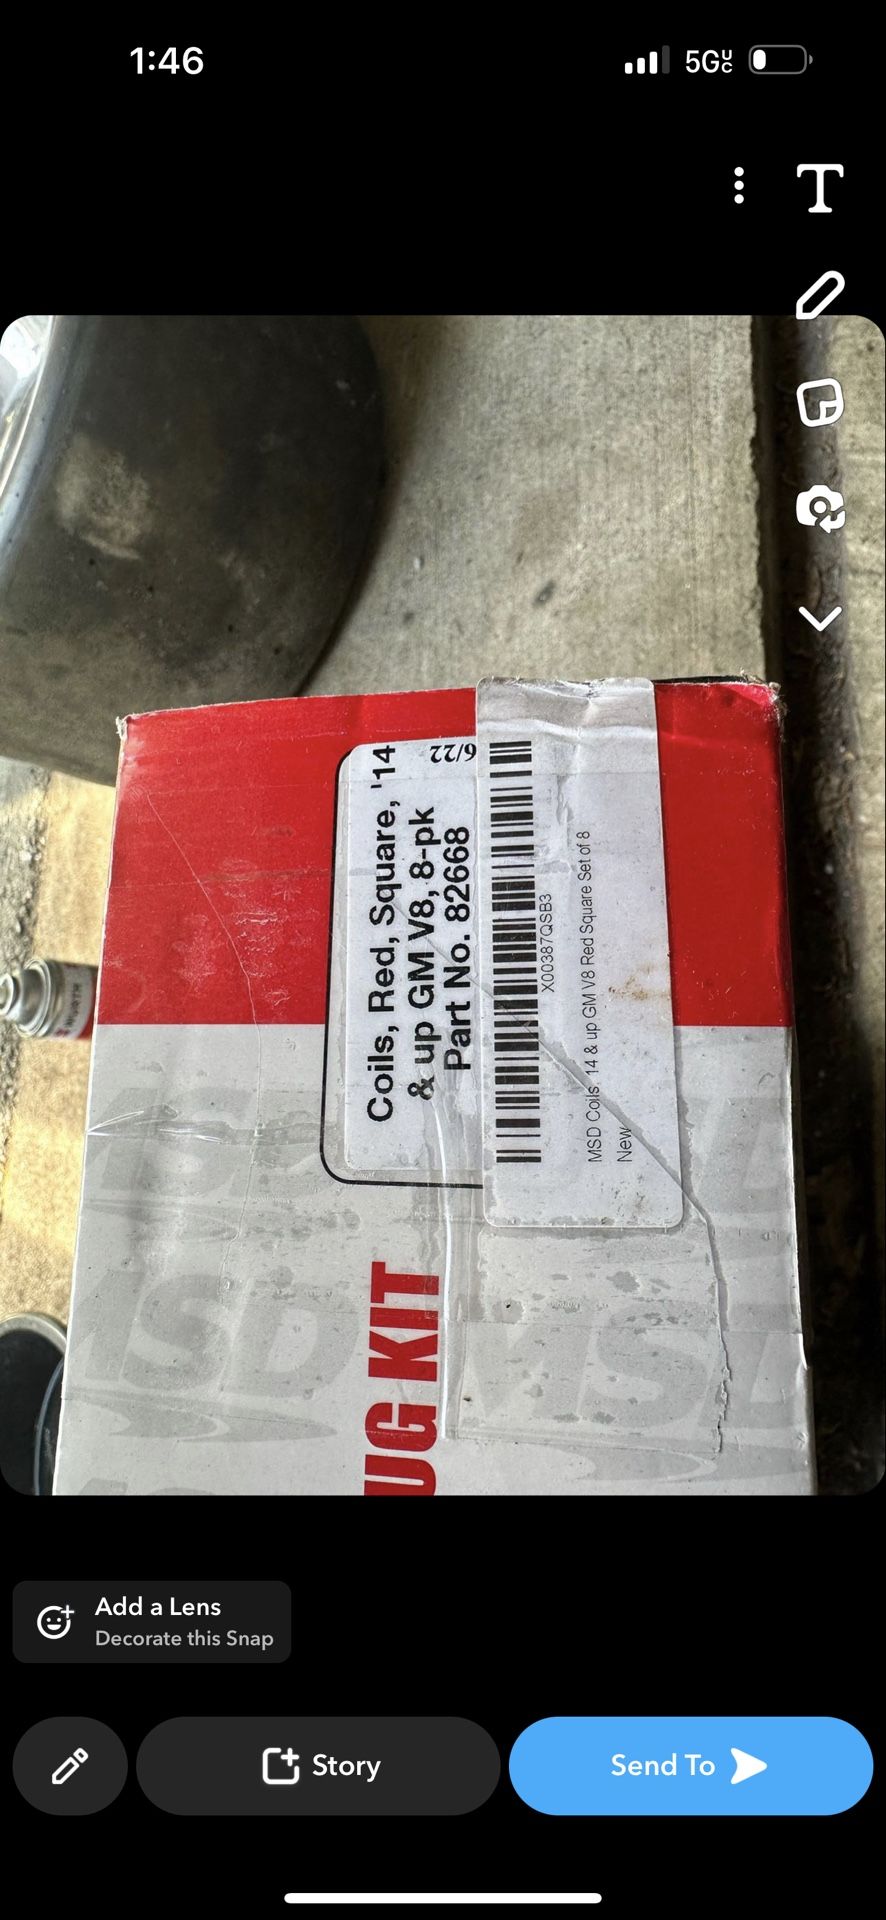 1:46
5GUC
T
Coils, Red, Square, '14
& up GM V8, 8-pk
Part No. 82668
6/22
X00387QSB3
MSD Coils, 14 & up GM V8 Red Square Set of 8
New
UG KIT
MSD
MSD
Add a Lens
Decorate this Snap
Story
Send To